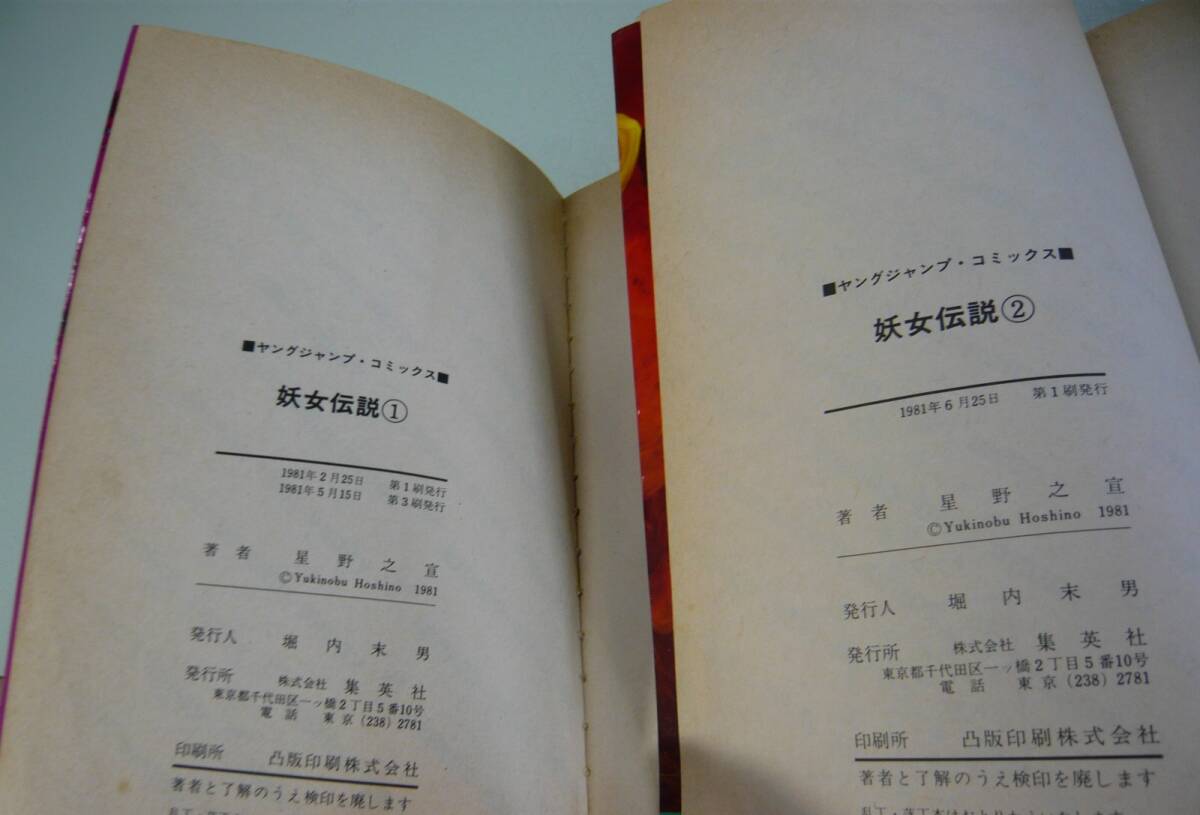 ■ヤングジャンプ・コミックス■
妖女伝説①
1981年2月25日 第1刷発行
1981年5月15日 第3刷発行
著者 星野之宣
©Yukinobu Hoshino 1981
発行人 堀内末男
発行所 株式会社 集英社
東京都千代田区一ッ橋2丁目5番10号
電話 東京(238)2781
印刷所 凸版印刷株式会社
著者と了解のうえ検印を廃します
■ヤングジャンプ・コミックス■
妖女伝説②
1981年6月25日 第1刷発行
著者 星野之宣
©Yukinobu Hoshino 1981
発行人 堀内末男
発行所 株式会社 集英社
東京都千代田区一ッ橋2丁目5番10号
電話 東京(238)2781
印刷所 凸版印刷株式会社
著者と了解のうえ検印を廃します